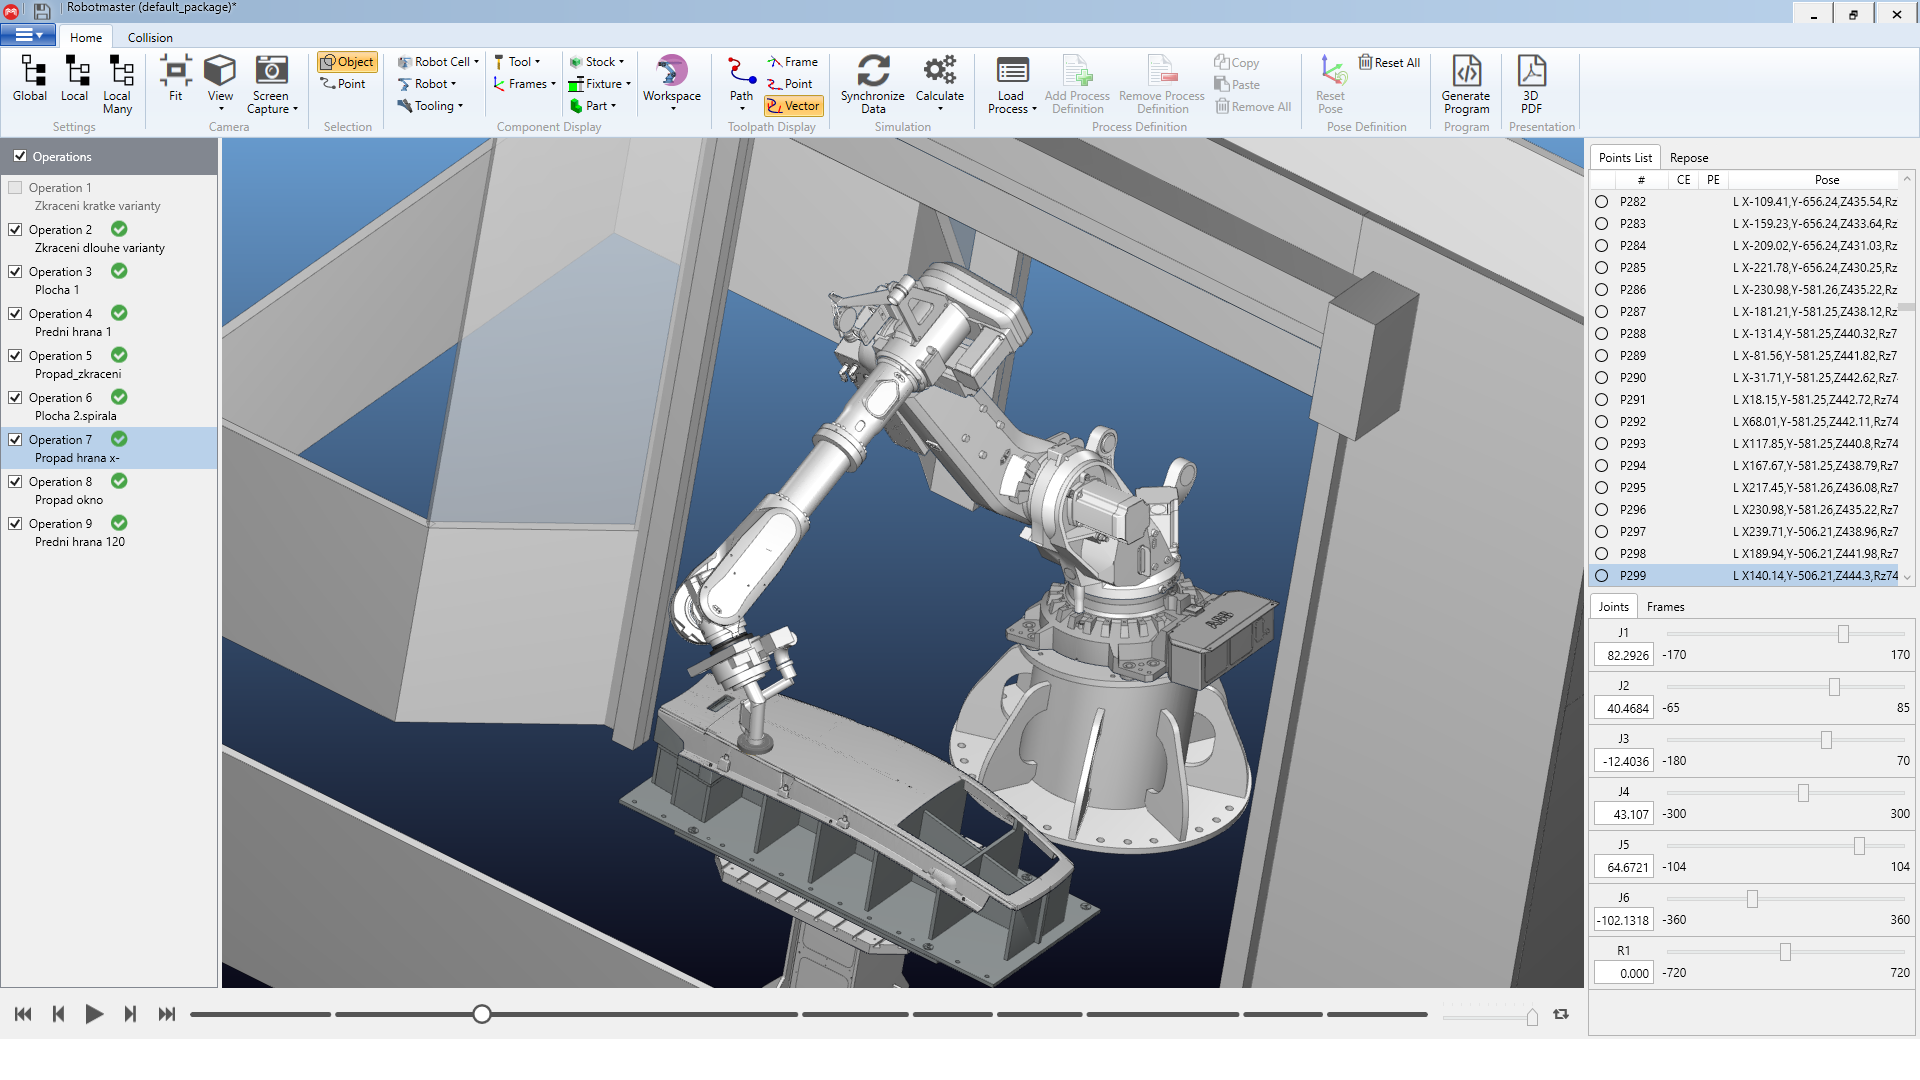 Robotmaster (default_package)*
Home
Collision
Global
Local
Local Many
Settings
Fit
View
Screen Capture
Camera
Object
Point
Selection
Robot Cell
Robot
Tooling
Tool
Frames
Stock
Fixture
Part
Component Display
Workspace
Path
Frame
Point
Vector
Toolpath Display
Synchronize Data
Calculate
Simulation
Load Process
Add Process Definition
Remove Process Definition
Copy
Paste
Remove All
Process Definition
Reset Pose
Reset All
Pose Definition
Generate Program
Program
3D PDF
Presentation
Operations
Operation 1
Zkraceni kratke varianty
Operation 2
Zkraceni dlouhe varianty
Operation 3
Plocha 1
Operation 4
Predni hrana 1
Operation 5
Propad_zkraceni
Operation 6
Plocha 2.spirala
Operation 7
Propad hrana x-
Operation 8
Propad okno
Operation 9
Predni hrana 120
ABB
Points List
Repose
# CE PE Pose
P282 L X-109.41,Y-656.24,Z435.54,Rz
P283 L X-159.23,Y-656.24,Z433.64,Rz
P284 L X-209.02,Y-656.24,Z431.03,Rz
P285 L X-221.78,Y-656.24,Z430.25,Rz
P286 L X-230.98,Y-581.26,Z435.22,Rz
P287 L X-181.21,Y-581.26,Z438.12,Rz
P288 L X-131.4,Y-581.25,Z440.32,Rz7
P289 L X-81.56,Y-581.25,Z441.82,Rz7
P290 L X-31.71,Y-581.25,Z442.62,Rz7
P291 L X18.15,Y-581.25,Z442.72,Rz74
P292 L X68.01,Y-581.25,Z442.11,Rz74
P293 L X117.85,Y-581.25,Z440.8,Rz74
P294 L X167.67,Y-581.25,Z438.79,Rz7
P295 L X217.45,Y-581.26,Z436.08,Rz7
P296 L X230.98,Y-581.26,Z435.22,Rz7
P297 L X239.71,Y-506.21,Z438.96,Rz7
P298 L X189.94,Y-506.21,Z441.98,Rz7
P299 L X140.14,Y-506.21,Z444.3,Rz74
Joints
Frames
J1
82.2926 -170 170
J2
40.4684 -65 85
J3
-12.4036 -180 70
J4
43.107 -300 300
J5
64.6721 -104 104
J6
-102.1318 -360 360
R1
0.000 -720 720